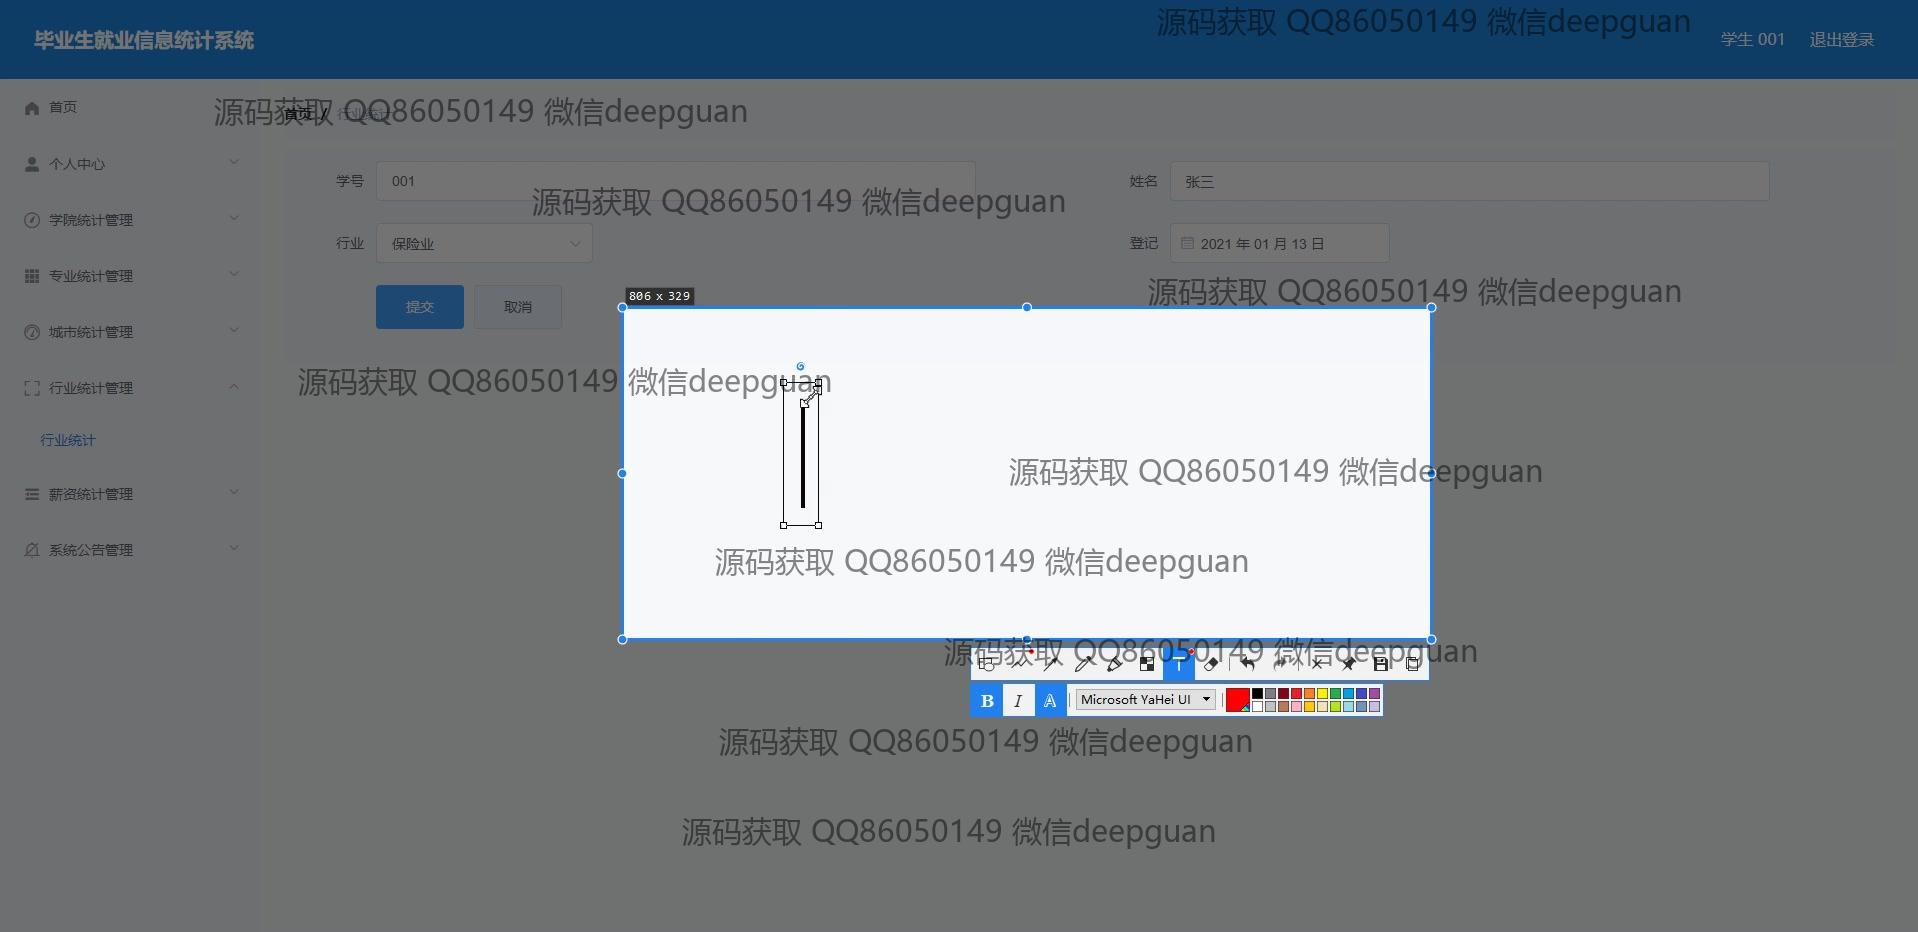 毕业生就业信息统计系统
源码获取 QQ86050149 微信deepguan
学生 001 退出登录
首页
源码获取 QQ86050149 微信deepguan
首页 / 行业统计
个人中心
学号 001
姓名 张三
源码获取 QQ86050149 微信deepguan
学院统计管理
行业 保险业
登记 2021 年 01 月 13 日
专业统计管理
源码获取 QQ86050149 微信deepguan
806 x 329
提交 取消
城市统计管理
行业统计管理
源码获取 QQ86050149 微信deepguan
行业统计
源码获取 QQ86050149 微信deepguan
薪资统计管理
系统公告管理
源码获取 QQ86050149 微信deepguan
源码获取 QQ86050149 微信deepguan
T
B I A Microsoft YaHei UI
源码获取 QQ86050149 微信deepguan
源码获取 QQ86050149 微信deepguan